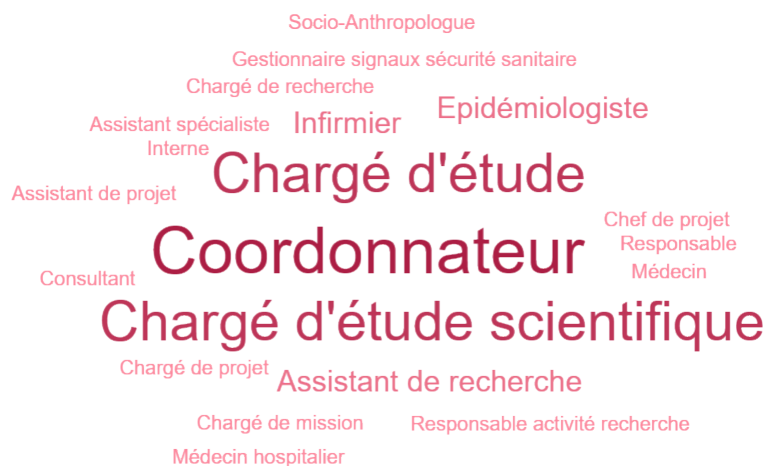 Socio-Anthropologue
Gestionnaire signaux sécurité sanitaire
Chargé de recherche
Epidémiologiste
Infirmier
Assistant spécialiste
Interne
Chargé d'étude
Assistant de projet
Chef de projet
Responsable
Coordonnateur
Médecin
Consultant
Chargé d'étude scientifique
Chargé de projet
Assistant de recherche
Chargé de mission
Responsable activité recherche
Médecin hospitalier